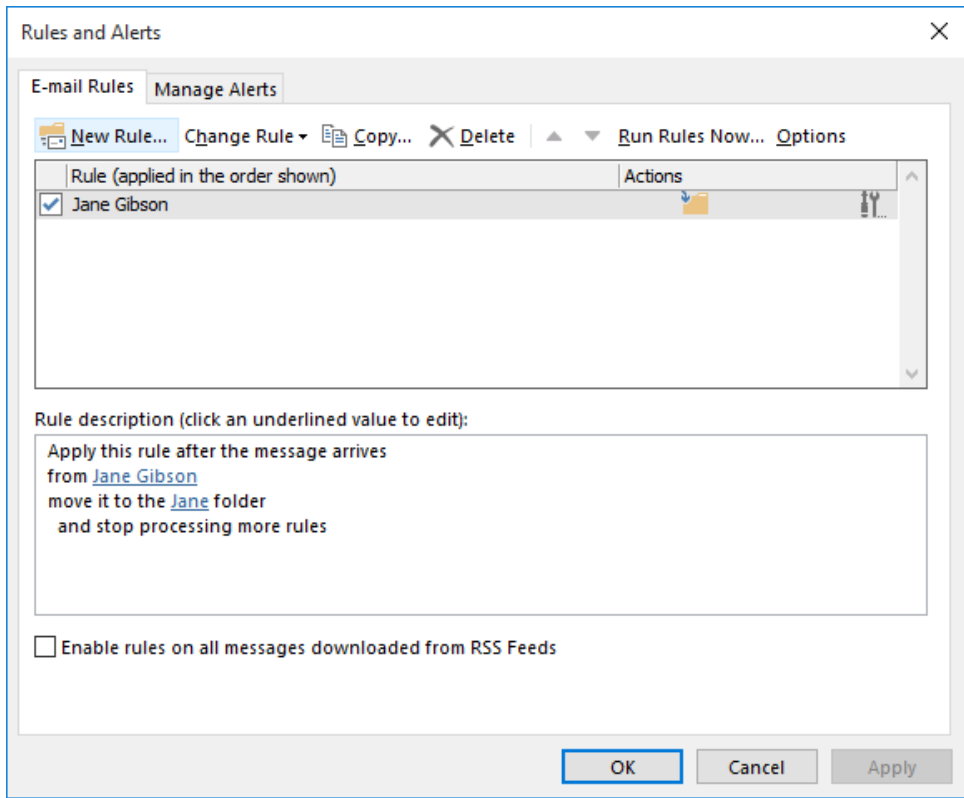 Rules and Alerts
E-mail Rules Manage Alerts
New Rule... Change Rule Copy... Delete Run Rules Now... Options
Rule (applied in the order shown) Actions
Jane Gibson
Rule description (click an underlined value to edit):
Apply this rule after the message arrives
from Jane Gibson
move it to the Jane folder
and stop processing more rules
Enable rules on all messages downloaded from RSS Feeds
OK Cancel Apply